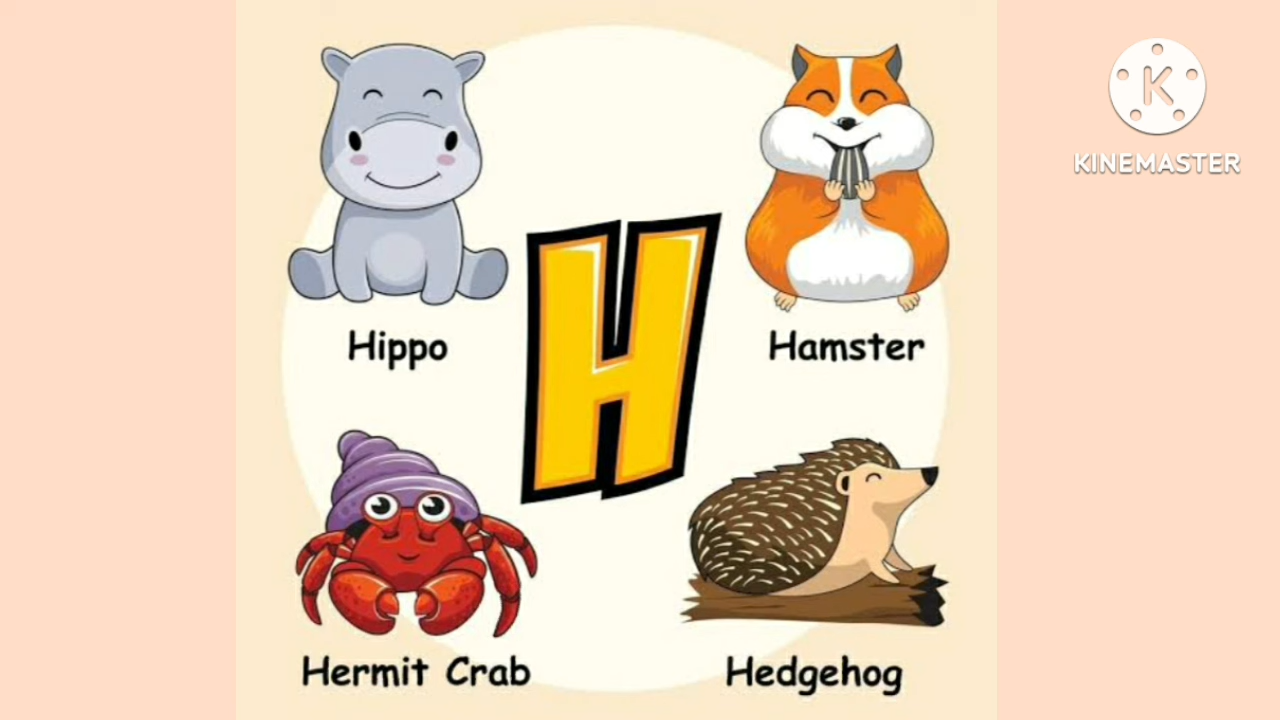 Hippo
Hamster
H
Hermit Crab
Hedgehog
K
KINEMASTER